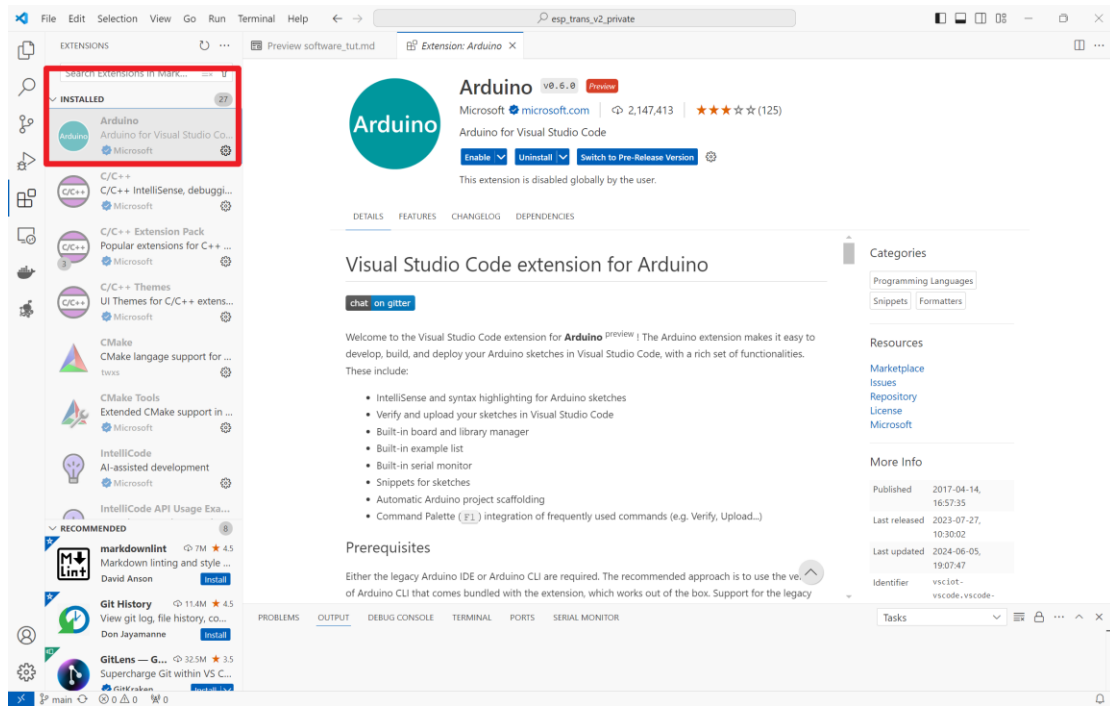 File Edit Selection View Go Run Terminal Help
esp_trans_v2_private
EXTENSIONS
Search Extensions in Mark...
INSTALLED 27
Arduino
Arduino
Arduino for Visual Studio Co...
Microsoft
C/C++
C/C++
C/C++ IntelliSense, debuggi...
Microsoft
C/C++ Extension Pack
C/C++
Popular extensions for C++ ...
3
Microsoft
C/C++ Themes
C/C++
UI Themes for C/C++ extens...
Microsoft
CMake
CMake langage support for ...
twxs
CMake Tools
Extended CMake support in ...
Microsoft
IntelliCode
AI-assisted development
Microsoft
IntelliCode API Usage Exa...
RECOMMENDED 8
markdownlint 7M ★ 4.5
M Lint
Markdown linting and style ...
David Anson Install
Git History 11.4M ★ 4.5
View git log, file history, co...
Don Jayamanne Install
GitLens — G... 32.5M ★ 3.5
Supercharge Git within VS C...
GitKraken Install
Preview software_tut.md
Extension: Arduino
Arduino
Arduino v0.6.0 Preview
Microsoft microsoft.com 2,147,413 ★★★☆☆(125)
Arduino for Visual Studio Code
Enable Uninstall Switch to Pre-Release Version
This extension is disabled globally by the user.
DETAILS FEATURES CHANGELOG DEPENDENCIES
Visual Studio Code extension for Arduino
chat on gitter
Welcome to the Visual Studio Code extension for Arduino preview ! The Arduino extension makes it easy to
develop, build, and deploy your Arduino sketches in Visual Studio Code, with a rich set of functionalities.
These include:
• IntelliSense and syntax highlighting for Arduino sketches
• Verify and upload your sketches in Visual Studio Code
• Built-in board and library manager
• Built-in example list
• Built-in serial monitor
• Snippets for sketches
• Automatic Arduino project scaffolding
• Command Palette (F1) integration of frequently used commands (e.g. Verify, Upload...)
Prerequisites
Either the legacy Arduino IDE or Arduino CLI are required. The recommended approach is to use the
of Arduino CLI that comes bundled with the extension, which works out of the box. Support for the legacy
Categories
Programming Languages
Snippets Formatters
Resources
Marketplace
Issues
Repository
License
Microsoft
More Info
Published 2017-04-14,
16:57:35
Last released 2023-07-27,
10:30:02
Last updated 2024-06-05,
19:07:47
Identifier vsciot-
vscode.vscode-
PROBLEMS OUTPUT DEBUG CONSOLE TERMINAL PORTS SERIAL MONITOR
Tasks
main 0 0 0